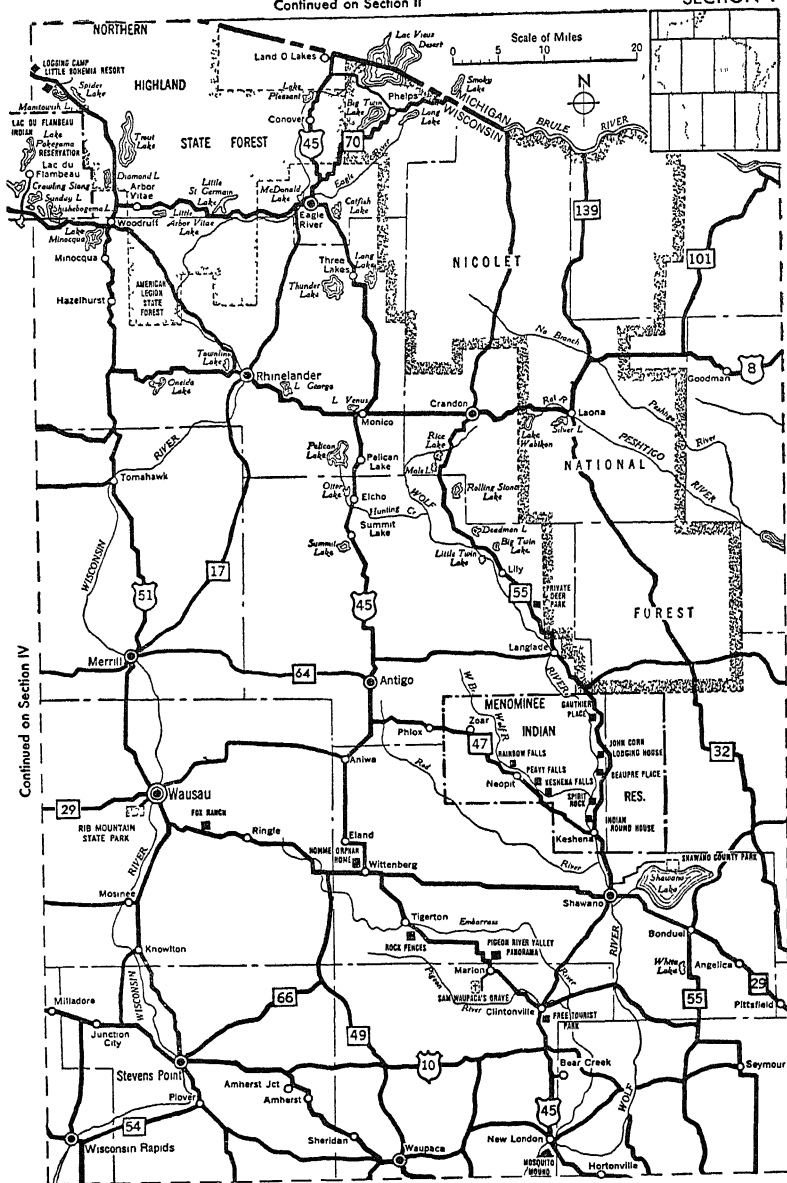 Continued on Section II
NORTHERN
LOGGING CAMP
LITTLE BOHEMIA RESORT
HIGHLAND
STATE FOREST
Land O Lakes
Lac Vieux
Desert
Scale of Miles
0 5 10 20
Smoky
Lake
N
MICHIGAN
WISCONSIN
BRULE RIVER
Spider
Lake
Manitowish L.
LAC DU FLAMBEAU
INDIAN
RESERVATION
Lake
Pokegama
Lac du
Flambeau
Trout
Lake
Lake
Pleasant
Conover
Big Twin
Lake
Phelps
Long
Lake
45
70
Eagle River
Crawling Stone L.
Sunday L.
Shishebogema L.
Diamond L
Arbor
Vitae
Little
St Germain
Lake
McDonald
Lake
Eagle
River
Catfish
Lake
Little
Arbor Vitae
Lake
Woodruff
Lake
Minocqua
Minocqua
Hazelhurst
AMERICAN
LEGION
STATE
FOREST
Three
Lakes
Long
Lake
Thunder
Lake
NICOLET
139
101
No Branch
Townline
Lake
Rhinelander
Oneida
Lake
L George
L Venus
Monico
Crandon
Rat R
Laona
Silver L
Lake
Wabikon
Goodman
8
Peshtigo
River
PESHTIGO
RIVER
NATIONAL
FOREST
Rice
Lake
Mole L.
Pelican
Lake
Pelican
Lake
Otter
Lake
Elcho
Hunting Cr
WOLF
Rolling Stone
Lake
Summit
Lake
Summit
Lake
Deadman L
Big Twin
Lake
Little Twin
Lake
Lily
55
PRIVATE
DEER
PARK
Langlade
RIVER
RIVER
Tomahawk
WISCONSIN
51
17
45
Merrill
64
Antigo
Continued on Section IV
W Br.
Wolf R
MENOMINEE
INDIAN
RES.
GAUTHIER
PLACE
JOHN CORN
LODGING HOUSE
BEAUPRE PLACE
Phlox
Zoar
47
RAINBOW FALLS
PEAVY FALLS
KESHENA FALLS
Neopit
SPIRIT
ROCK
INDIAN
ROUND HOUSE
Keshena
32
Red
River
Aniwa
Wausau
29
RIB MOUNTAIN
STATE PARK
FOX RANCH
Ringle
Eland
HOMME ORPHAN
HOME
Wittenberg
SHAWANO COUNTY PARK
Shawano
Lake
Shawano
RIVER
Mosinee
Knowlton
WISCONSIN
Tigerton
ROCK FENCES
Embarrass
River
PIGEON RIVER VALLEY
PANORAMA
Marion
Pigeon
River
SAM WAUPACA'S GRAVE
Clintonville
FREE TOURIST
PARK
RIVER
Bonduel
White
Lake
Angelica
29
55
Pittsfield
Milladore
Junction
City
66
49
10
Stevens Point
Amherst Jct
Amherst
Plover
54
Wisconsin Rapids
Sheridan
Waupaca
Bear Creek
Seymour
45
WOLF
New London
MOSQUITO
MOUND
Hortonville